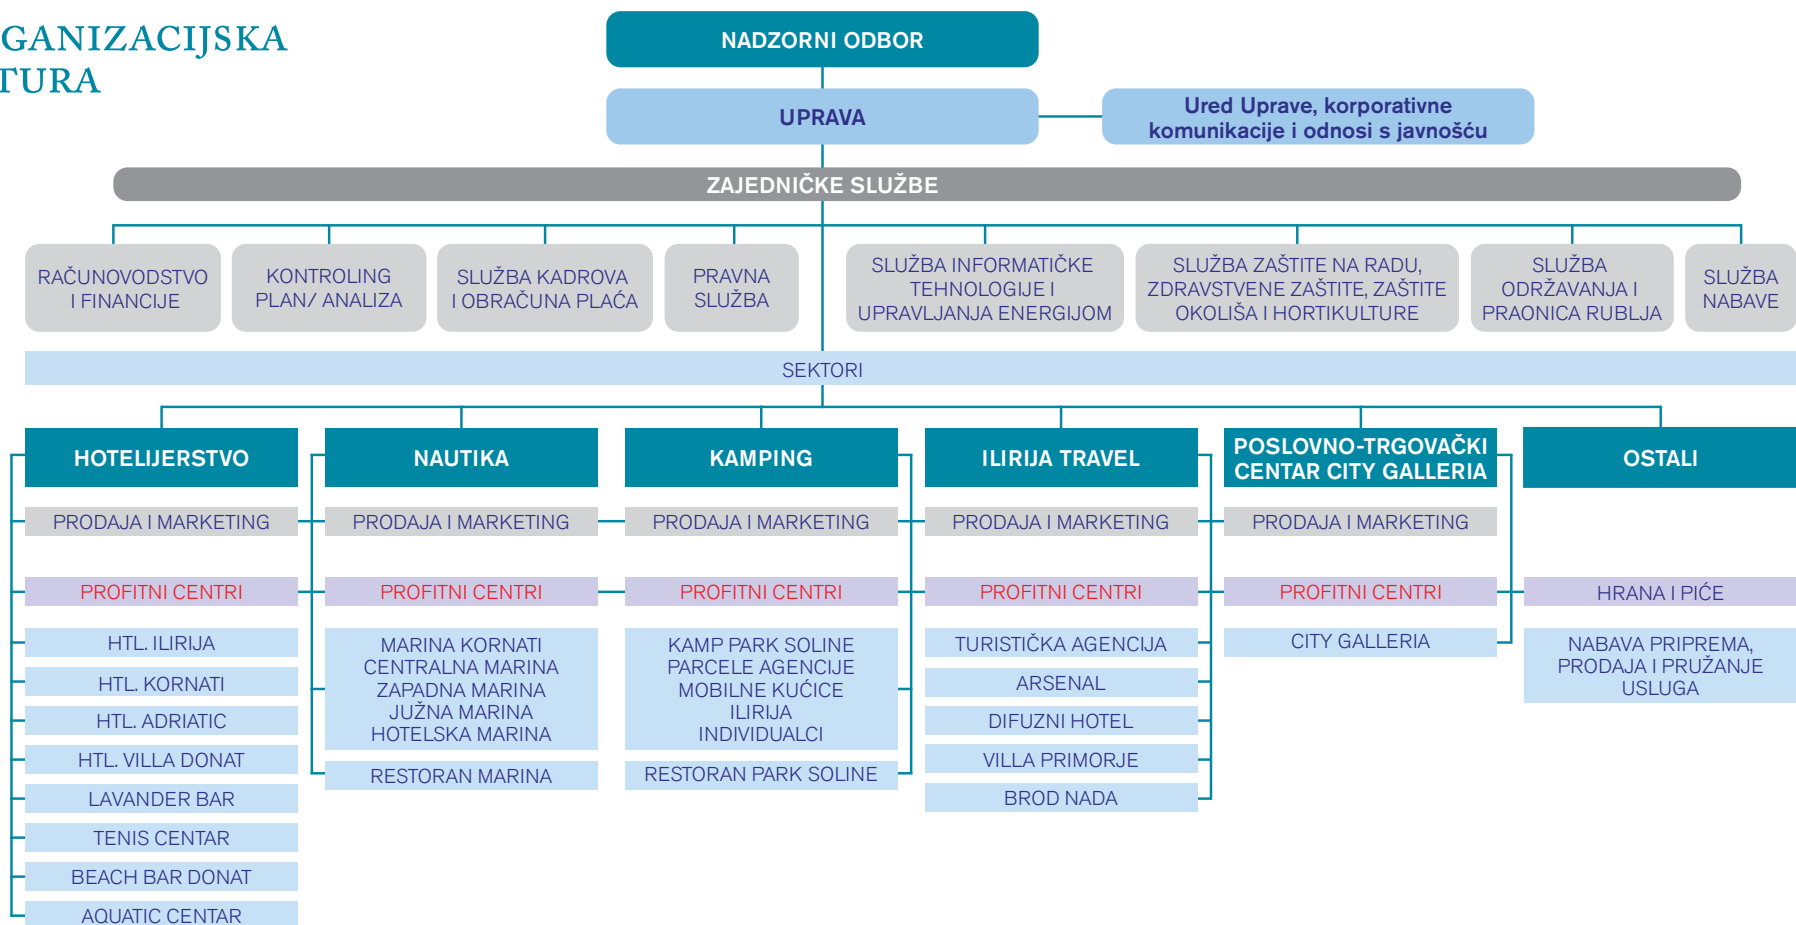 GANIZACIJSKA
TURA
NADZORNI ODBOR
UPRAVA
Ured Uprave, korporativne
komunikacije i odnosi s javnošću
ZAJEDNIČKE SLUŽBE
RAČUNOVODSTVO
I FINANCIJE
KONTROLING
PLAN/ ANALIZA
SLUŽBA KADROVA
I OBRAČUNA PLAĆA
PRAVNA
SLUŽBA
SLUŽBA INFORMATIČKE
TEHNOLOGIJE I
UPRAVLJANJA ENERGIJOM
SLUŽBA ZAŠTITE NA RADU,
ZDRAVSTVENE ZAŠTITE, ZAŠTITE
OKOLIŠA I HORTIKULTURE
SLUŽBA
ODRŽAVANJA I
PRAONICA RUBLJA
SLUŽBA
NABAVE
SEKTORI
HOTELIJERSTVO
PRODAJA I MARKETING
PROFITNI CENTRI
HTL. ILIRIJA
HTL. KORNATI
HTL. ADRIATIC
HTL. VILLA DONAT
LAVANDER BAR
TENIS CENTAR
BEACH BAR DONAT
AQUATIC CENTAR
NAUTIKA
PRODAJA I MARKETING
PROFITNI CENTRI
MARINA KORNATI
CENTRALNA MARINA
ZAPADNA MARINA
JUŽNA MARINA
HOTELSKA MARINA
RESTORAN MARINA
KAMPING
PRODAJA I MARKETING
PROFITNI CENTRI
KAMP PARK SOLINE
PARCELE AGENCIJE
MOBILNE KUĆICE
ILIRIJA
INDIVIDUALCI
RESTORAN PARK SOLINE
ILIRIJA TRAVEL
PRODAJA I MARKETING
PROFITNI CENTRI
TURISTIČKA AGENCIJA
ARSENAL
DIFUZNI HOTEL
VILLA PRIMORJE
BROD NADA
POSLOVNO-TRGOVAČKI
CENTAR CITY GALLERIA
PRODAJA I MARKETING
PROFITNI CENTRI
CITY GALLERIA
OSTALI
HRANA I PIĆE
NABAVA PRIPREMA,
PRODAJA I PRUŽANJE
USLUGA